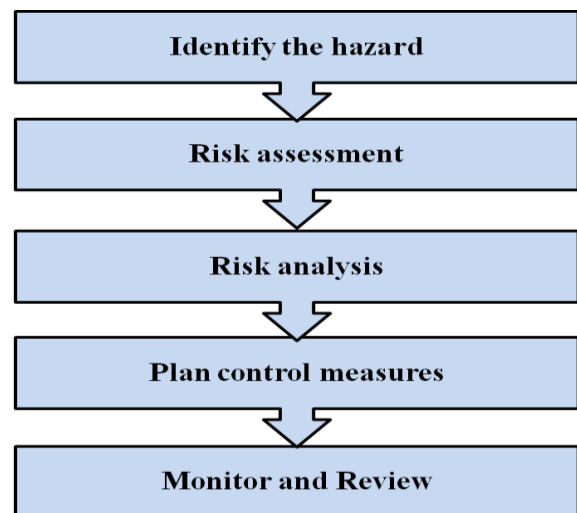 Identify the hazard
Risk assessment
Risk analysis
Plan control measures
Monitor and Review